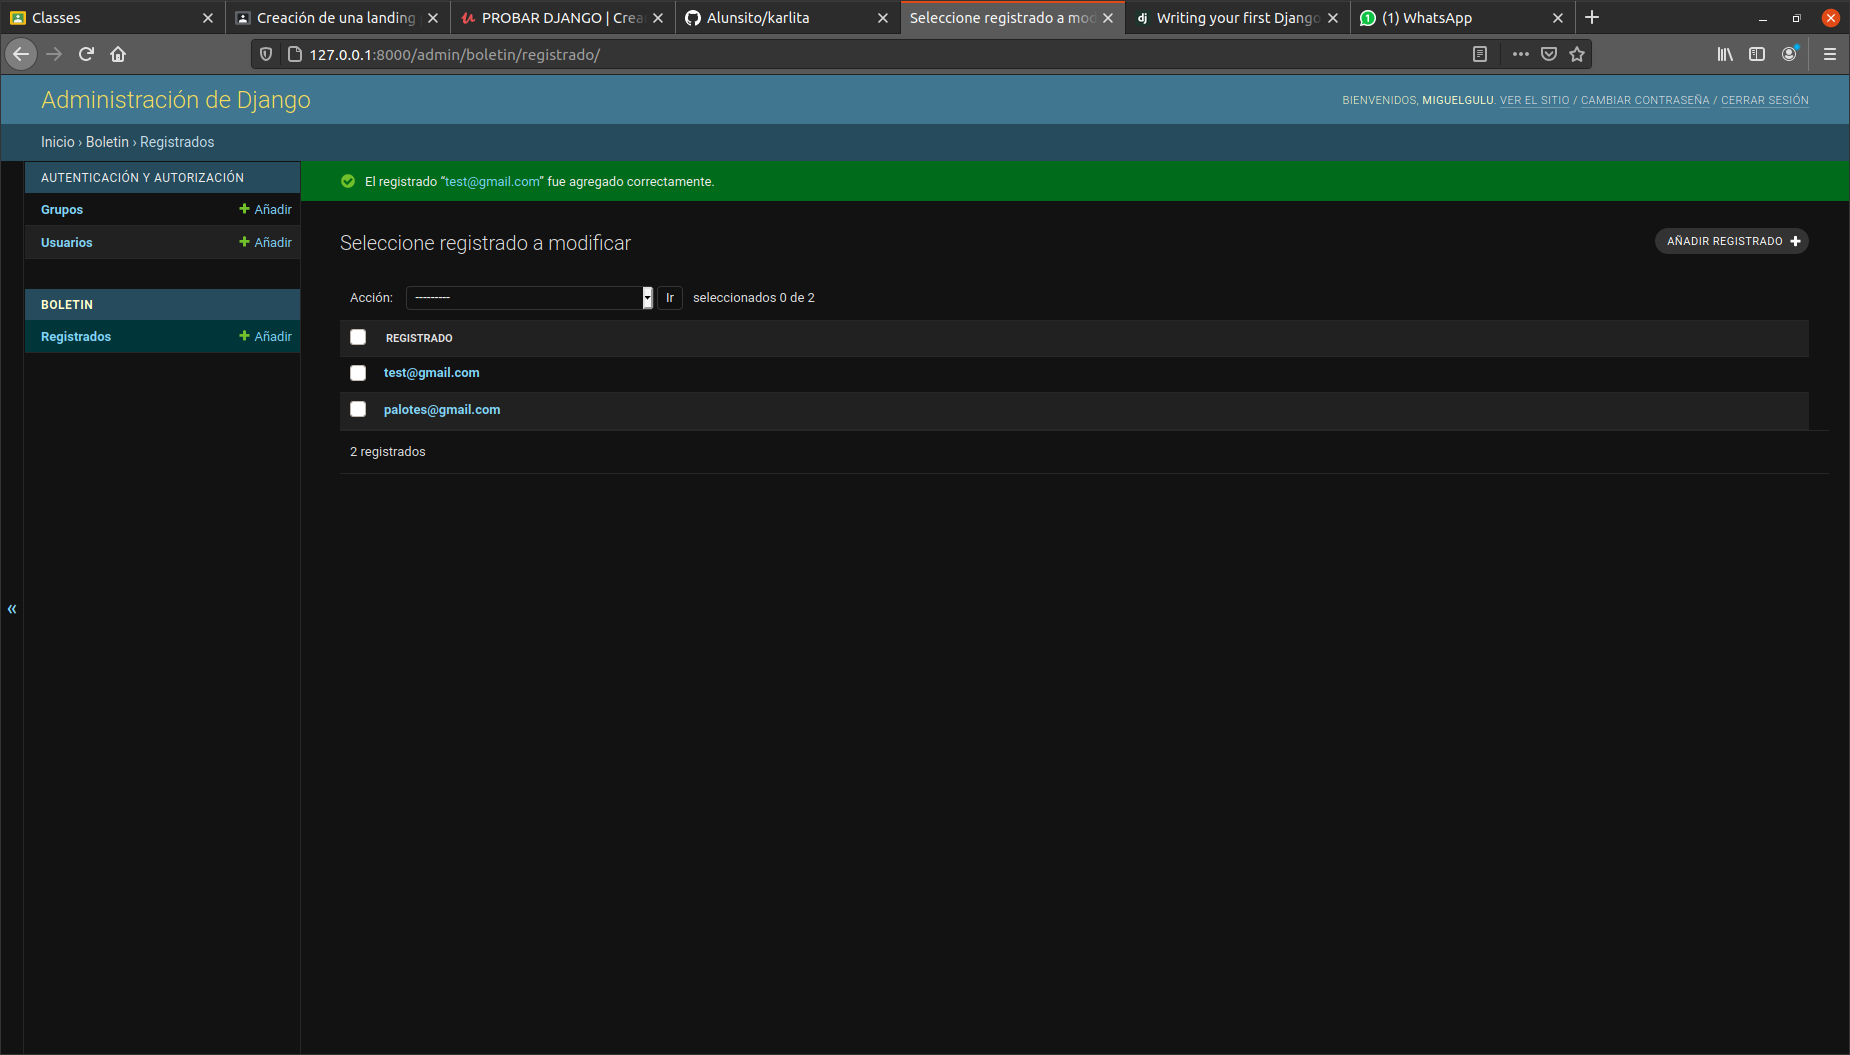 Classes
Creación de una landing
PROBAR DJANGO | Crea
Alunsito/karlita
Seleccione registrado a mod
dj Writing your first Django
1 (1) WhatsApp
127.0.0.1:8000/admin/boletin/registrado/
Administración de Django
BIENVENIDOS, MIGUELGULU. VER EL SITIO / CAMBIAR CONTRASEÑA / CERRAR SESIÓN
Inicio › Boletin › Registrados
AUTENTICACIÓN Y AUTORIZACIÓN
Grupos
Añadir
Usuarios
Añadir
BOLETIN
Registrados
Añadir
«
El registrado “test@gmail.com” fue agregado correctamente.
Seleccione registrado a modificar
AÑADIR REGISTRADO
Acción: --------- Ir seleccionados 0 de 2
REGISTRADO
test@gmail.com
palotes@gmail.com
2 registrados